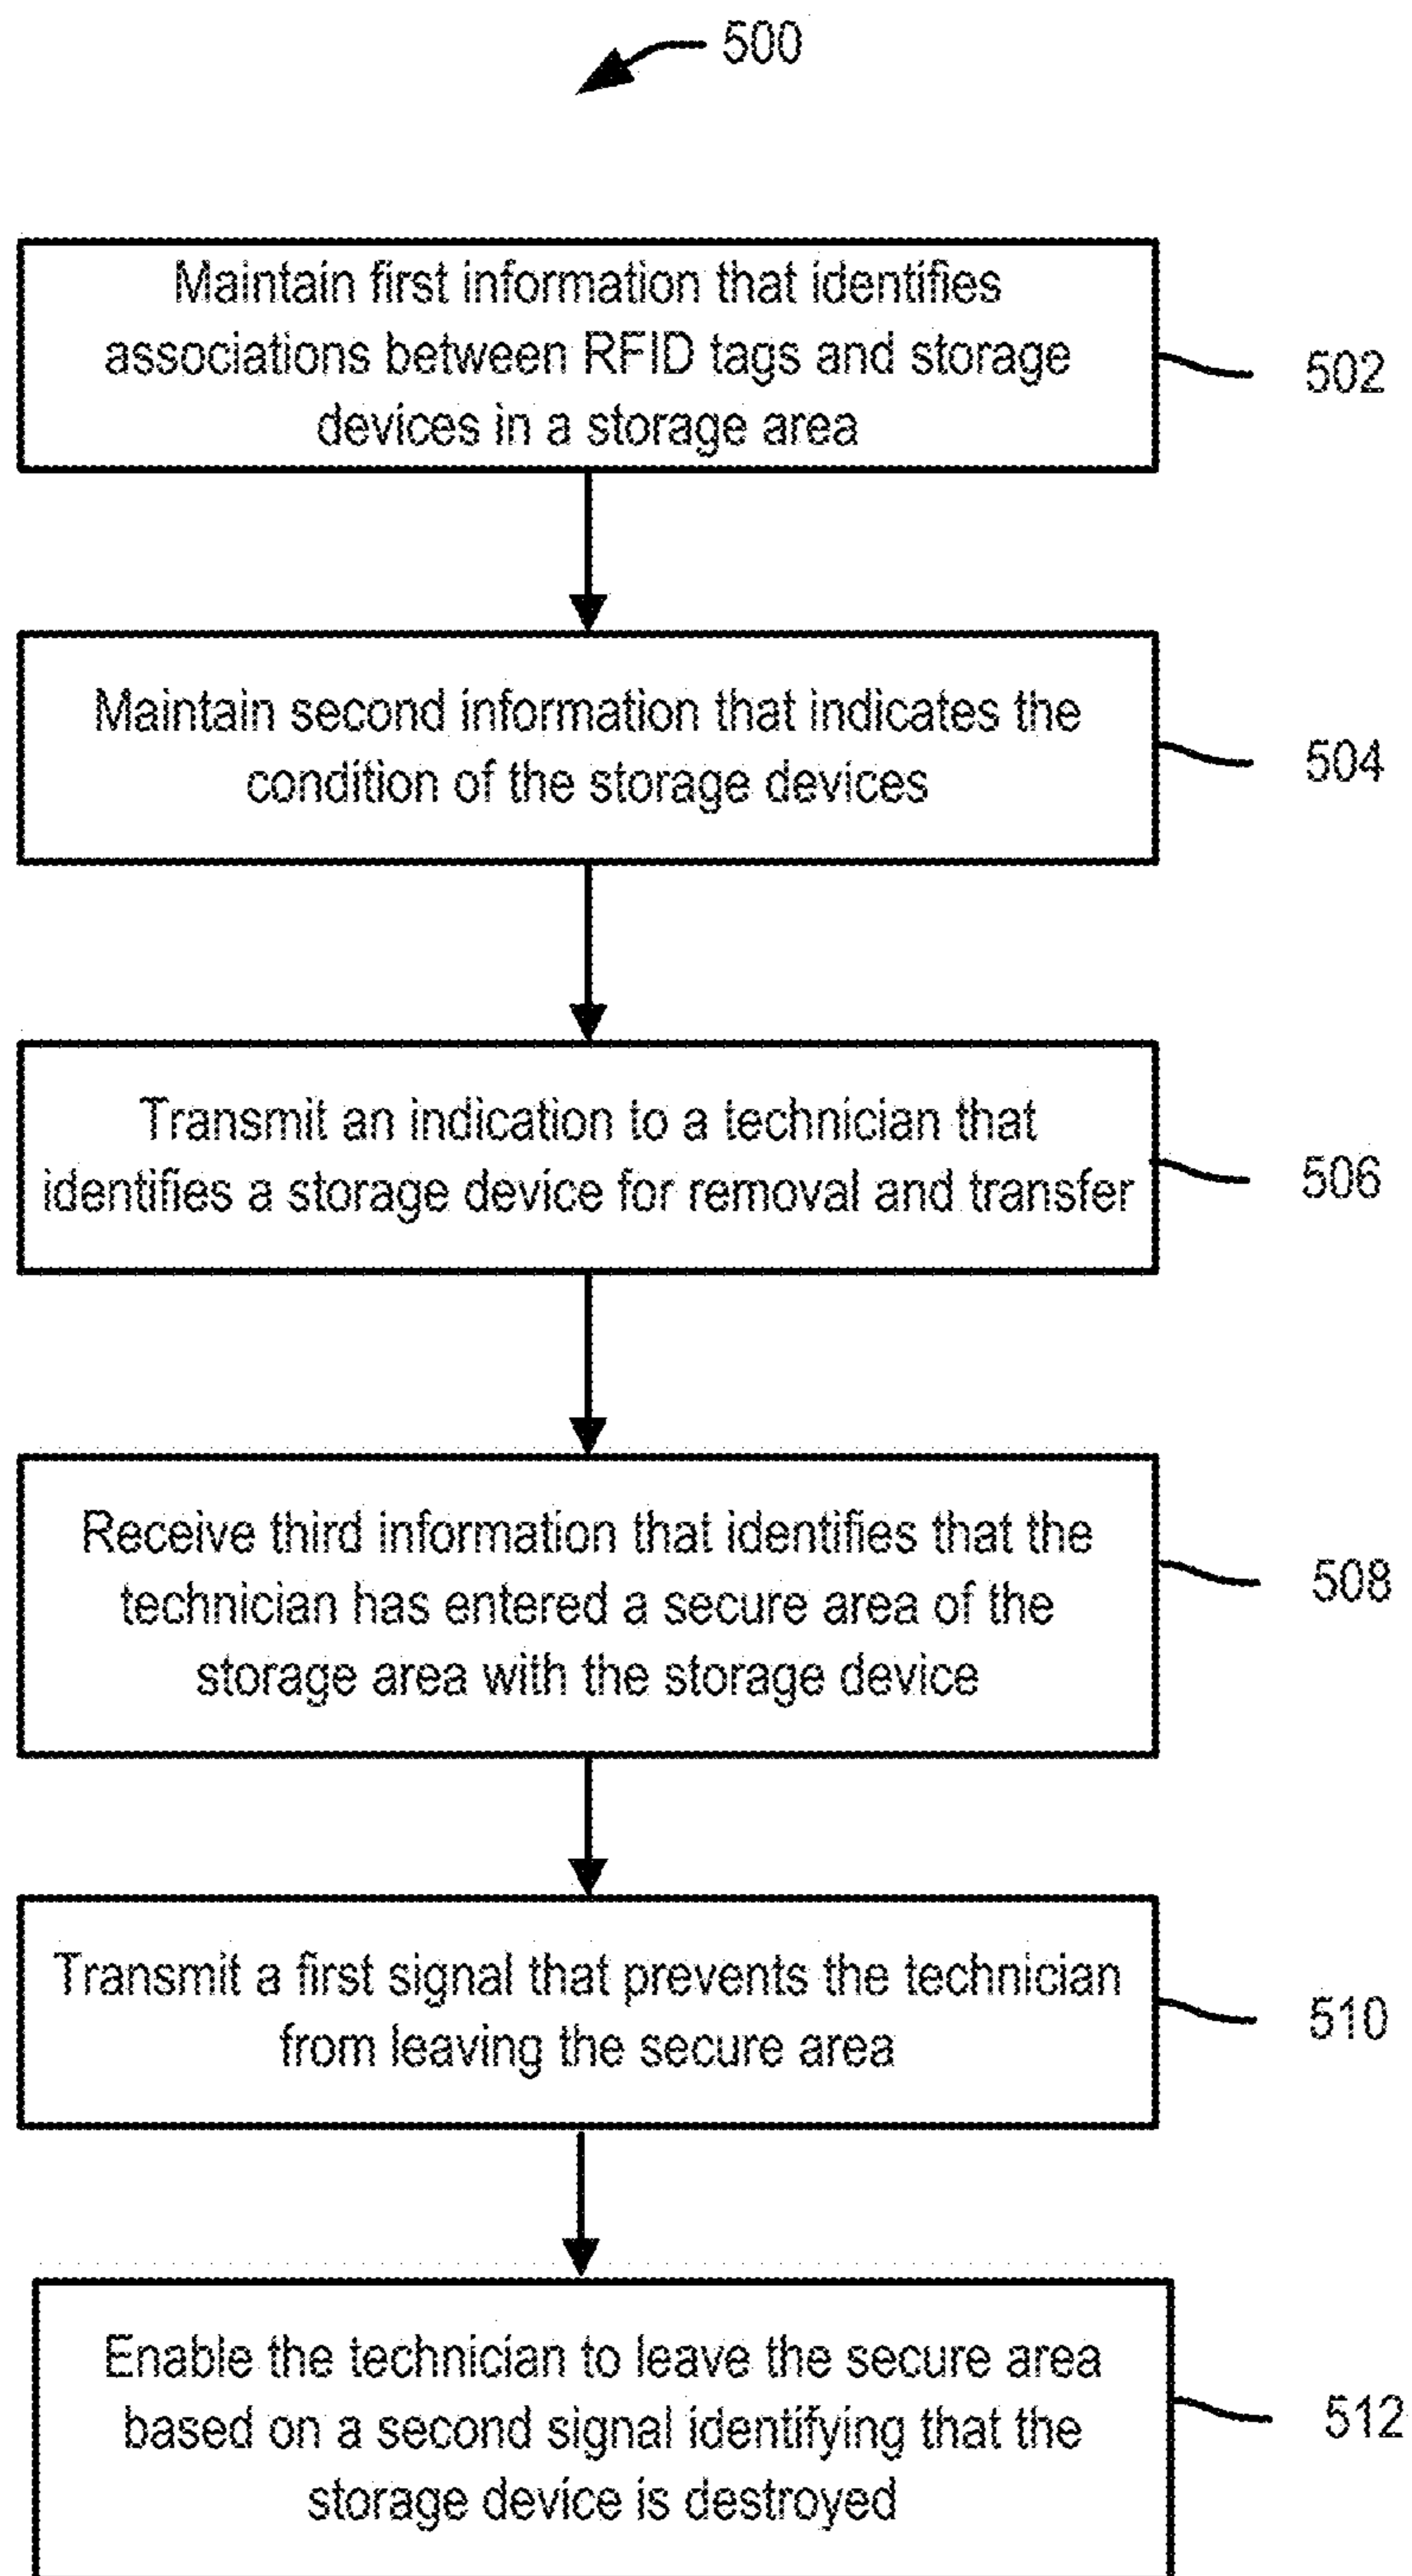 500
Maintain first information that identifies
associations between RFID tags and storage
devices in a storage area
502
Maintain second information that indicates the
condition of the storage devices
504
Transmit an indication to a technician that
identifies a storage device for removal and transfer
506
Receive third information that identifies that the
technician has entered a secure area of the
storage area with the storage device
508
Transmit a first signal that prevents the technician
from leaving the secure area
510
Enable the technician to leave the secure area
based on a second signal identifying that the
storage device is destroyed
512